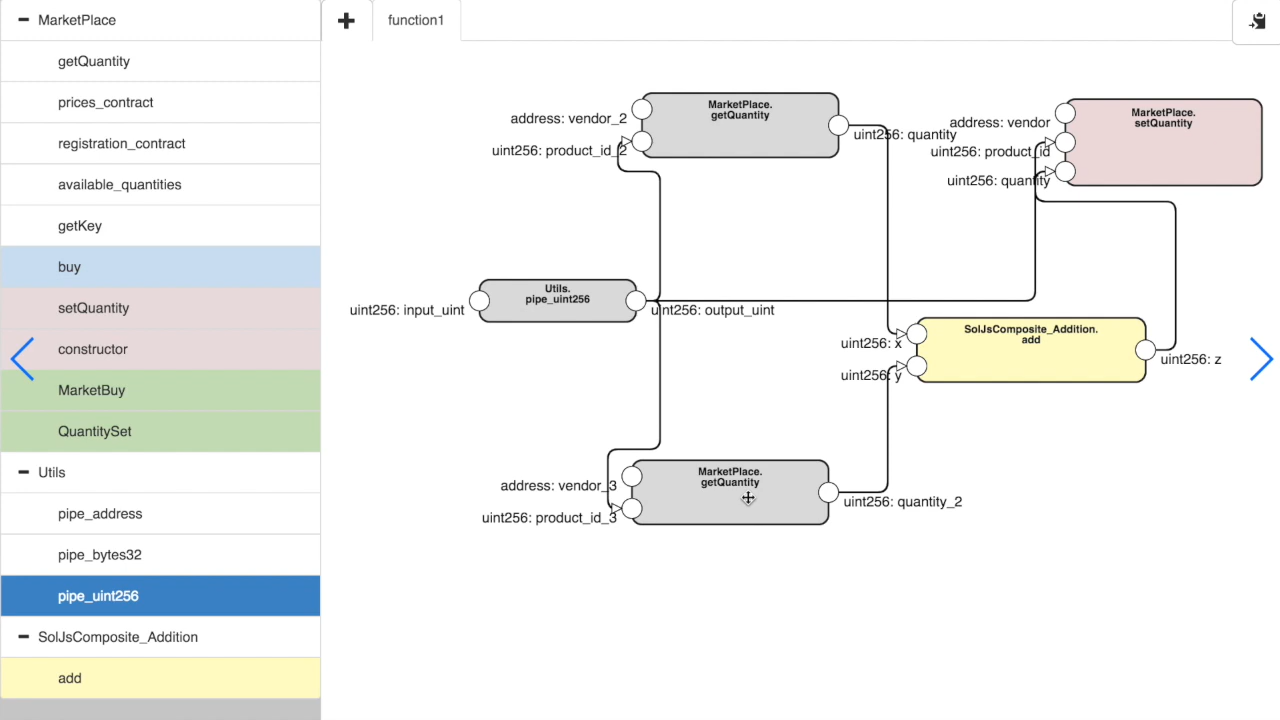 MarketPlace
getQuantity
prices_contract
registration_contract
available_quantities
getKey
buy
setQuantity
constructor
MarketBuy
QuantitySet
Utils
pipe_address
pipe_bytes32
pipe_uint256
SolJsComposite_Addition
add
function1
MarketPlace.
getQuantity
address: vendor_2
uint256: product_id_2
uint256: quantity
MarketPlace.
setQuantity
address: vendor
uint256: product_id
uint256: quantity
Utils.
pipe_uint256
uint256: input_uint
uint256: output_uint
SolJsComposite_Addition.
add
uint256: x
uint256: y
uint256: z
MarketPlace.
getQuantity
address: vendor_3
uint256: product_id_3
uint256: quantity_2